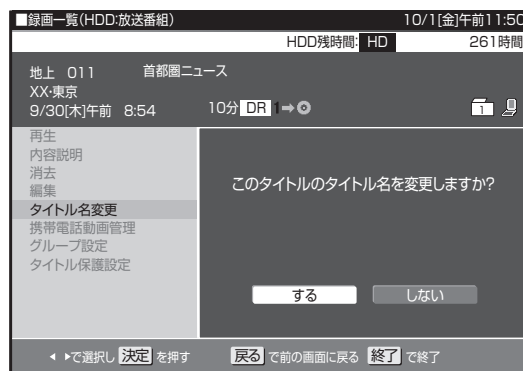 ■録画一覧(HDD:放送番組) 10/1[金]午前11:50
HDD残時間: HD 261時間
地上 011 首都圏ニュース
XX・東京
9/30[木]午前 8:54 10分 DR 1➡ 1
再生
内容説明
消去
編集
タイトル名変更
携帯電話動画管理
グループ設定
タイトル保護設定
このタイトルのタイトル名を変更しますか?
する しない
◀ ▶で選択し 決定 を押す 戻る で前の画面に戻る 終了 で終了